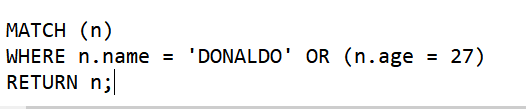 MATCH (n)
WHERE n.name = 'DONALDO' OR (n.age = 27)
RETURN n;